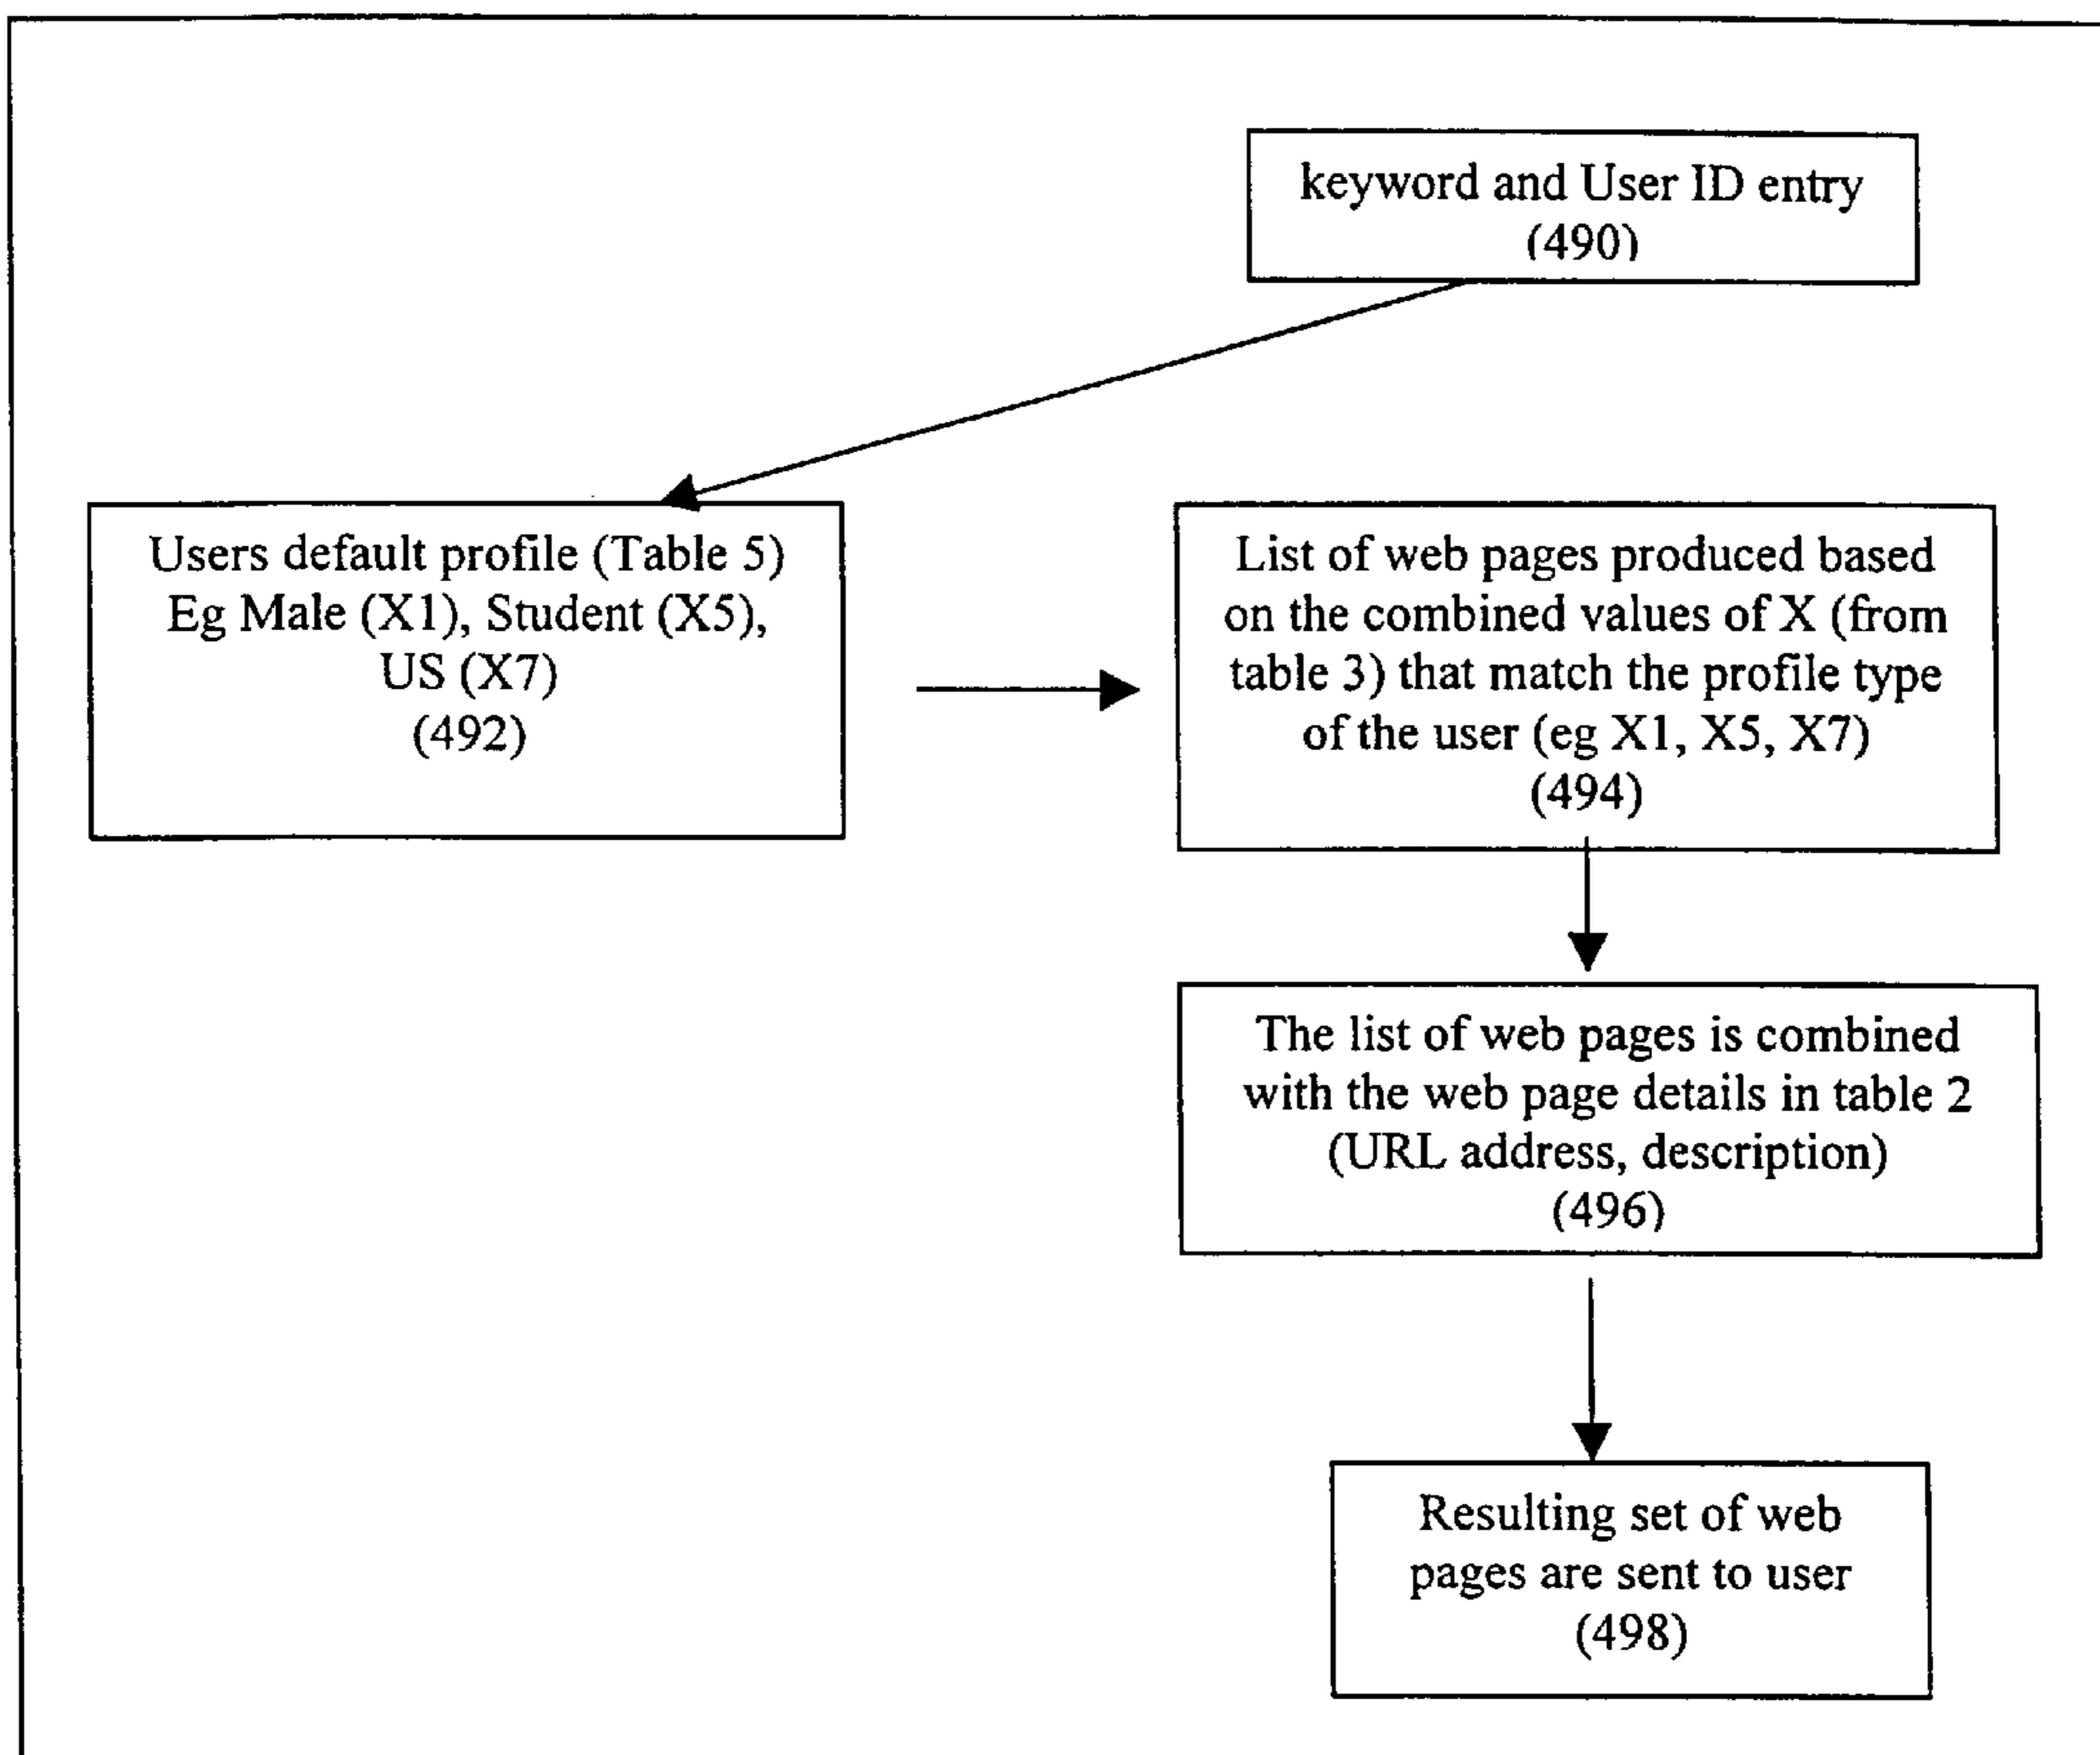 keyword and User ID entry
(490)
Users default profile (Table 5)
Eg Male (X1), Student (X5),
US (X7)
(492)
List of web pages produced based
on the combined values of X (from
table 3) that match the profile type
of the user (eg X1, X5, X7)
(494)
The list of web pages is combined
with the web page details in table 2
(URL address, description)
(496)
Resulting set of web
pages are sent to user
(498)